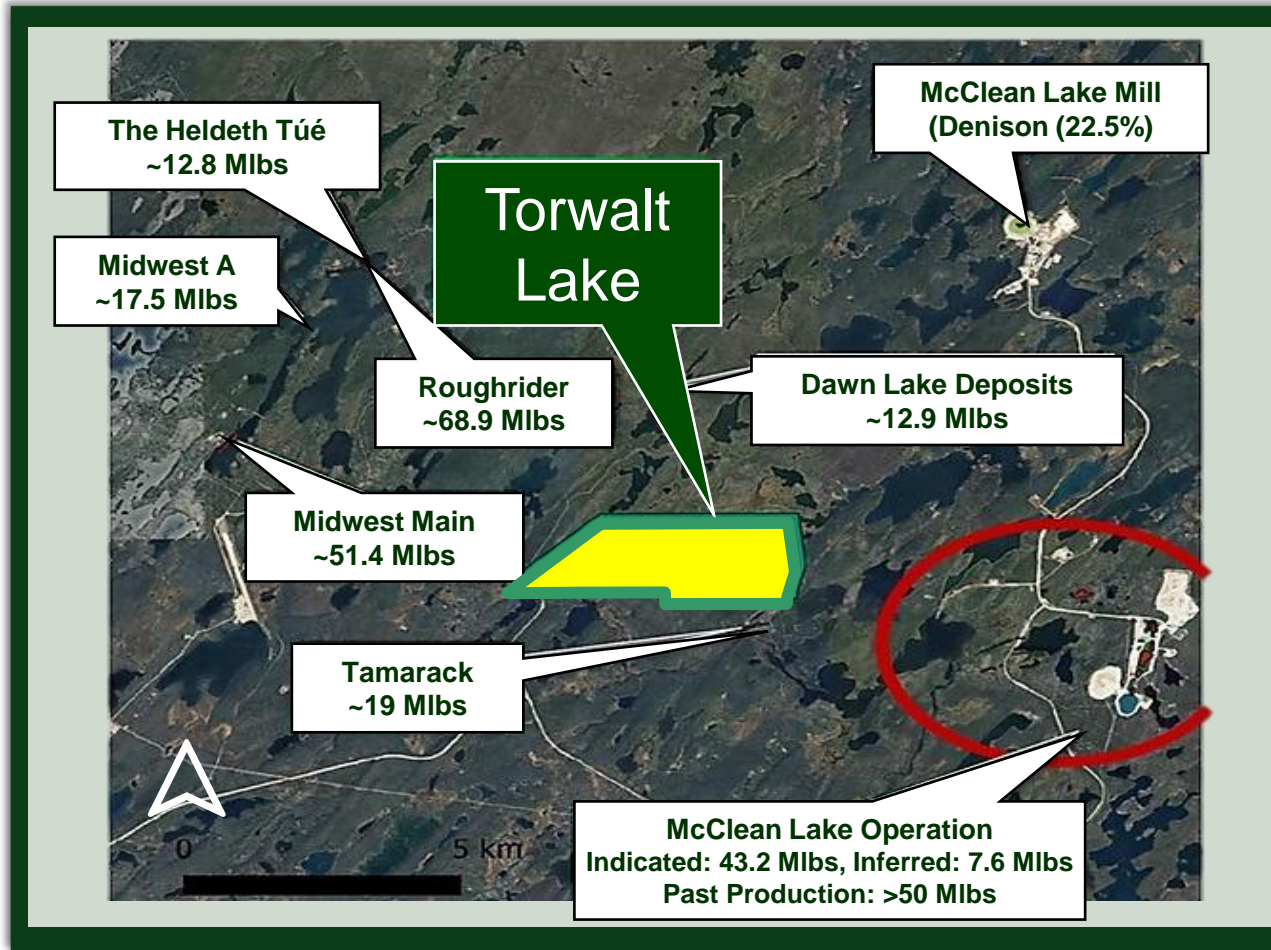 The Heldeth Túé
~12.8 Mlbs
McClean Lake Mill
(Denison (22.5%)
Torwalt
Lake
Midwest A
~17.5 Mlbs
Roughrider
~68.9 Mlbs
Dawn Lake Deposits
~12.9 Mlbs
Midwest Main
~51.4 Mlbs
Tamarack
~19 Mlbs
McClean Lake Operation
Indicated: 43.2 Mlbs, Inferred: 7.6 Mlbs
Past Production: >50 Mlbs
0 5 km